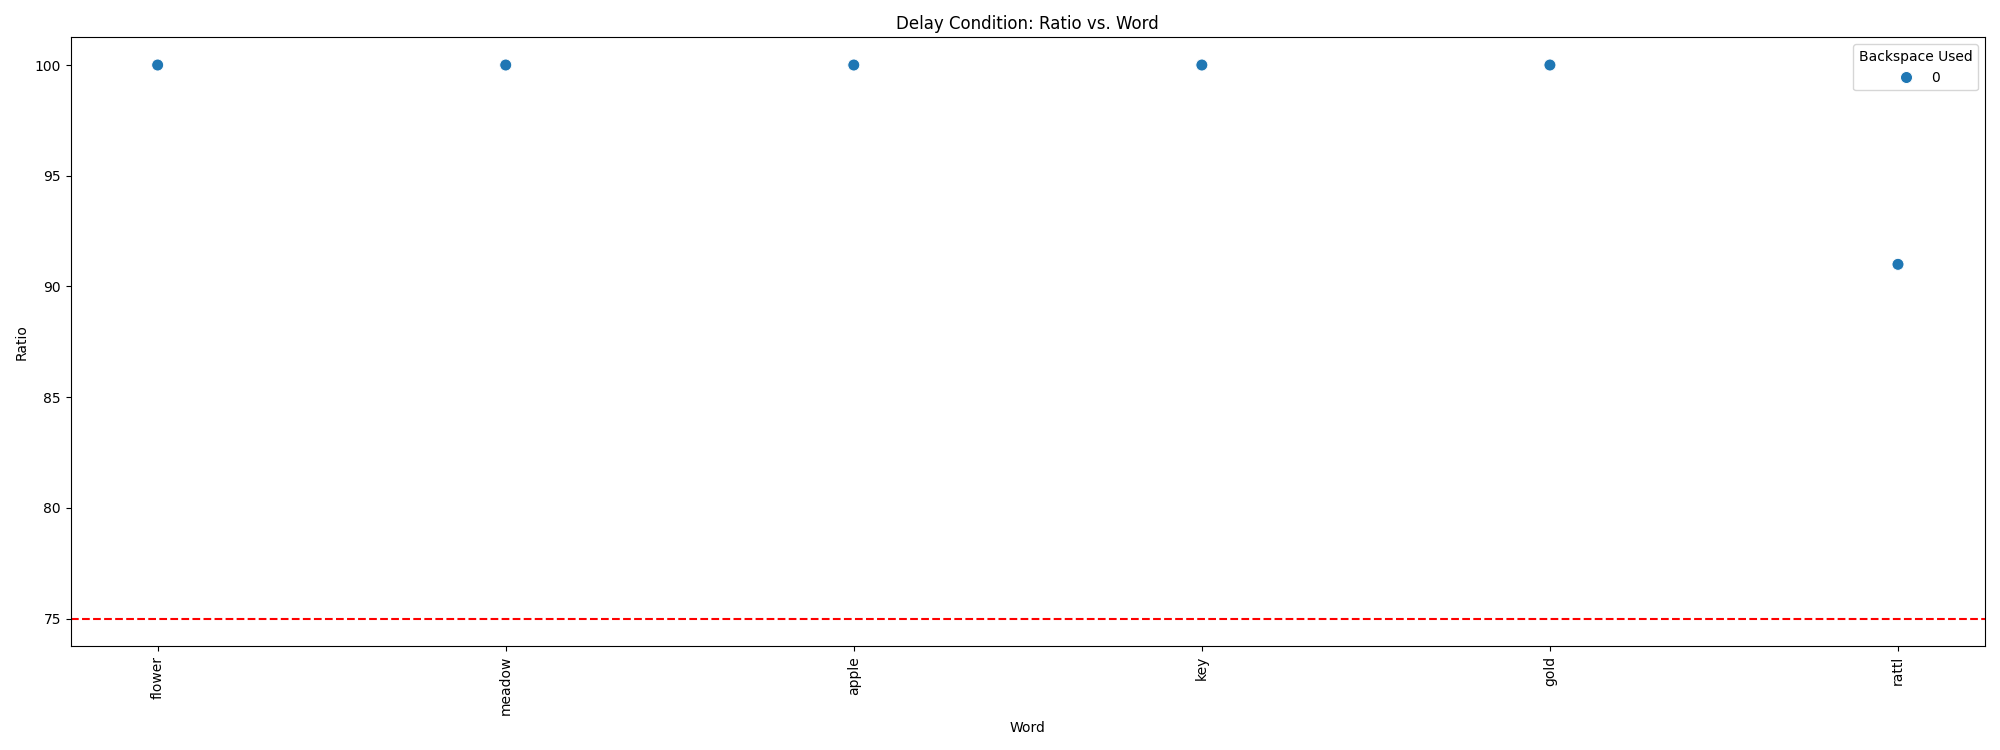 Delay Condition: Ratio vs. Word
Backspace Used
0
100
95
90
85
80
75
Ratio
flower
meadow
apple
key
gold
rattl
Word